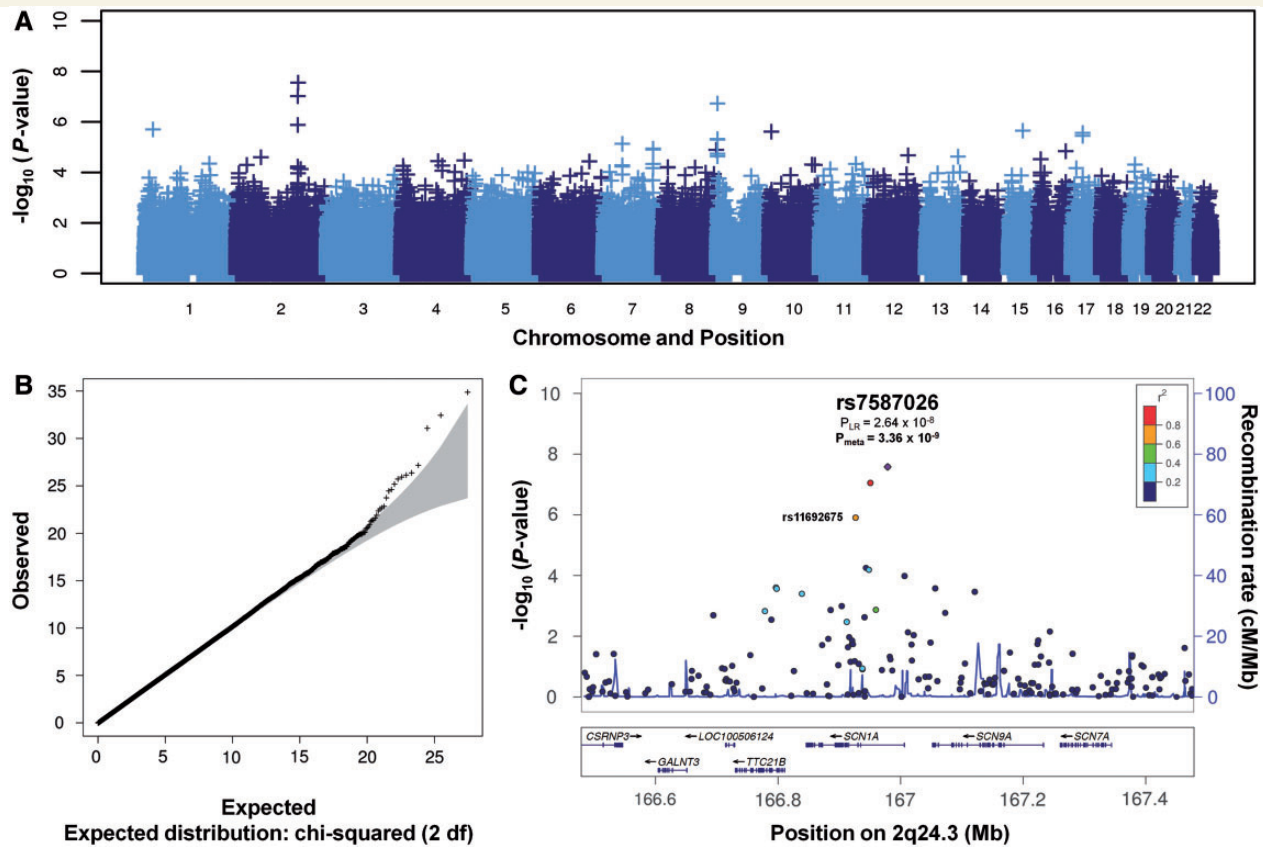 A
10
8
6
4
2
0
-log10 (P-value)
1 2 3 4 5 6 7 8 9 10 11 12 13 14 15 16 17 18 19 20 21 22
Chromosome and Position
B
35
30
25
20
15
10
5
0
Observed
0 5 10 15 20 25
Expected
Expected distribution: chi-squared (2 df)
C
10
8
6
4
2
0
-log10 (P-value)
rs7587026
PLR = 2.64 x 10-8
Pmeta = 3.36 x 10-9
rs11692675
r2
0.8
0.6
0.4
0.2
100
80
60
40
20
0
Recombination rate (cM/Mb)
CSRNP3→ ←LOC100506124 ←SCN1A ←SCN9A ←SCN7A
←GALNT3 ←TTC21B
166.6 166.8 167 167.2 167.4
Position on 2q24.3 (Mb)